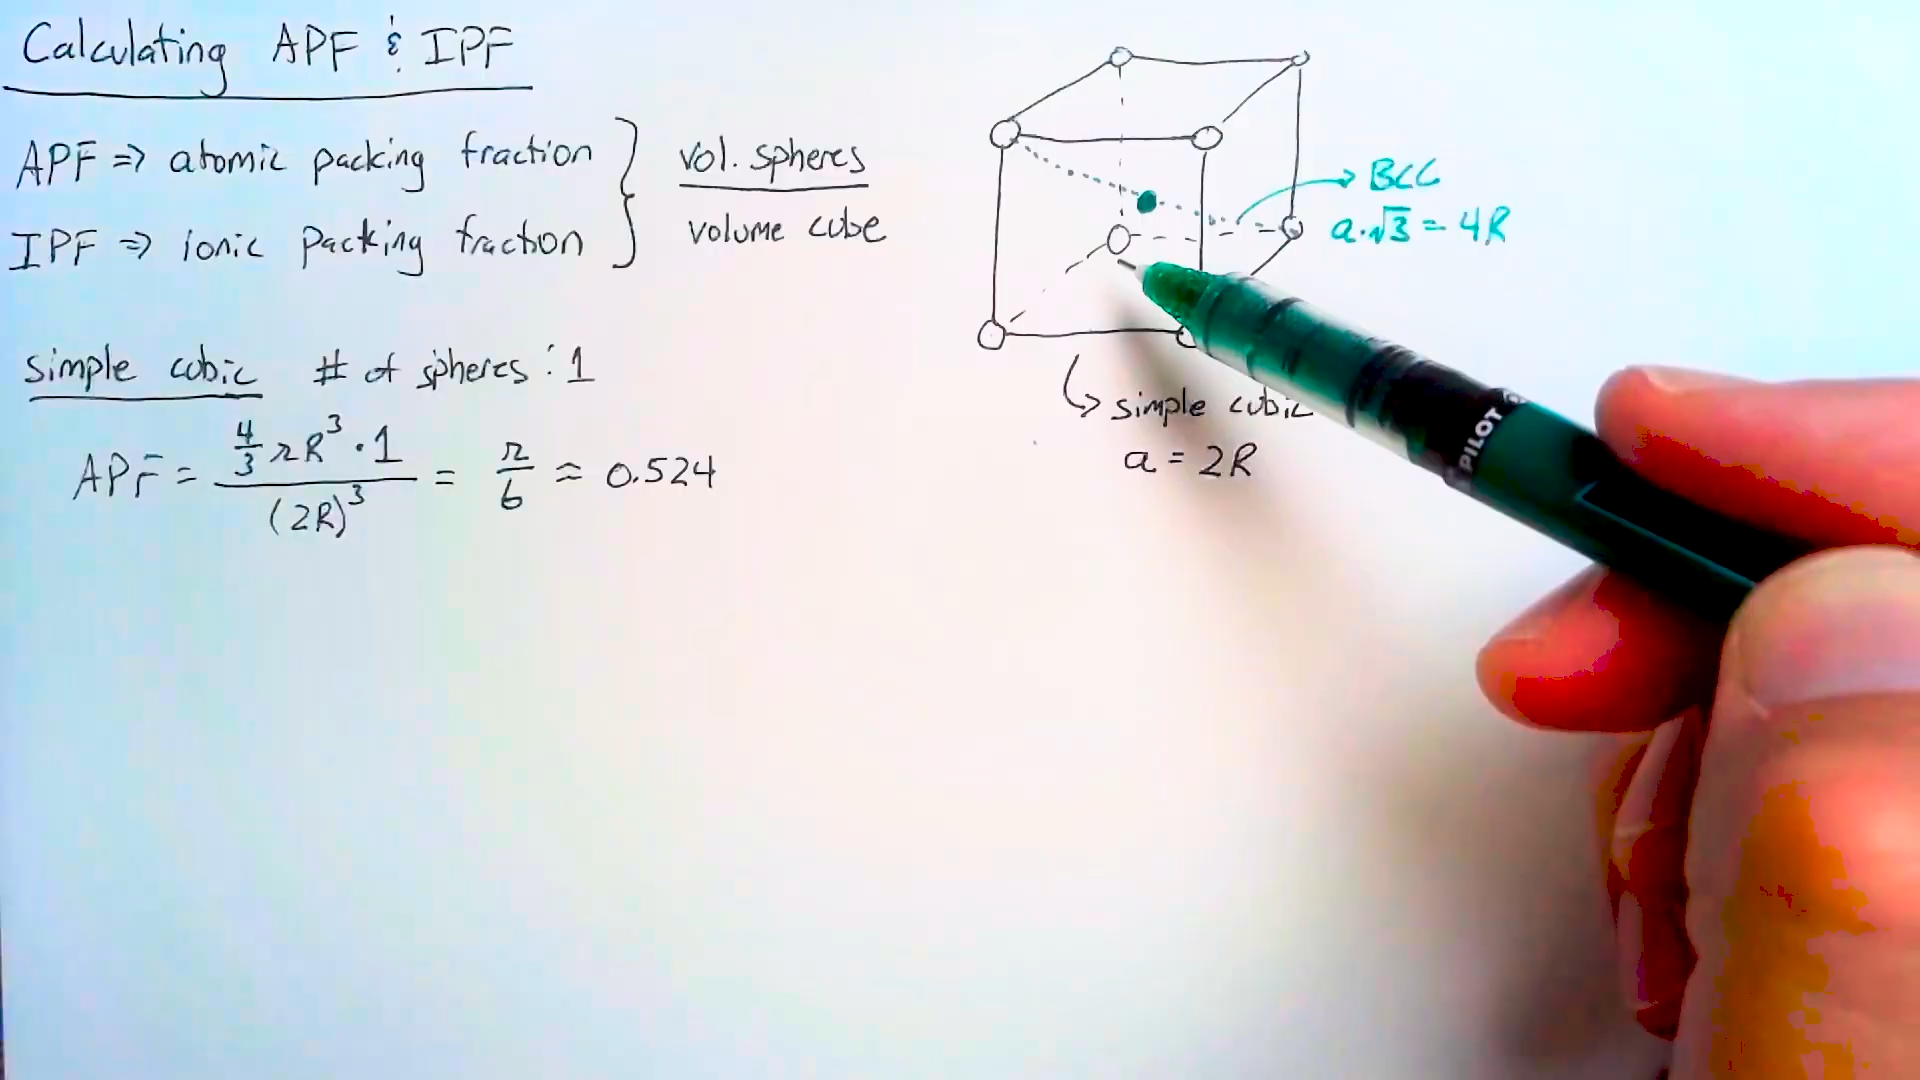 Calculating APF & IPF
APF => atomic packing fraction
IPF => ionic packing fraction
vol. spheres
volume cube
simple cubic # of spheres : 1
APF = 4/3 πR³ · 1 / (2R)³ = π/6 ≈ 0.524
BCC
a·√3 = 4R
simple cubic
a = 2R
PILOT